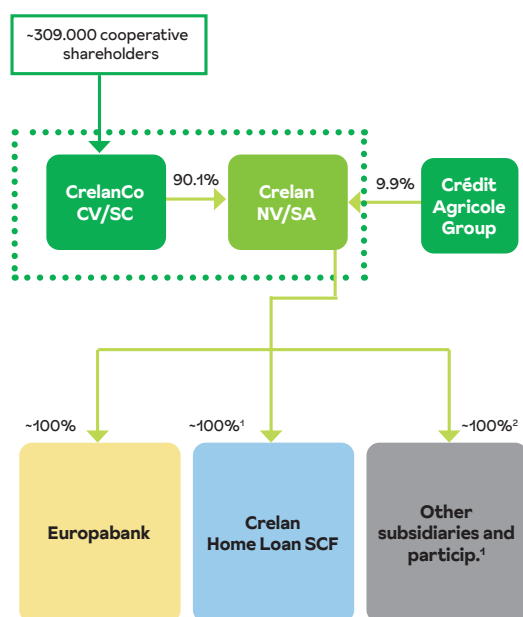 ~309.000 cooperative
shareholders
CrelanCo
CV/SC
90.1%
Crelan
NV/SA
9.9%
Crédit
Agricole
Group
~100%
~100%¹
~100%²
Europabank
Crelan
Home Loan SCF
Other
subsidiaries and
particip.¹